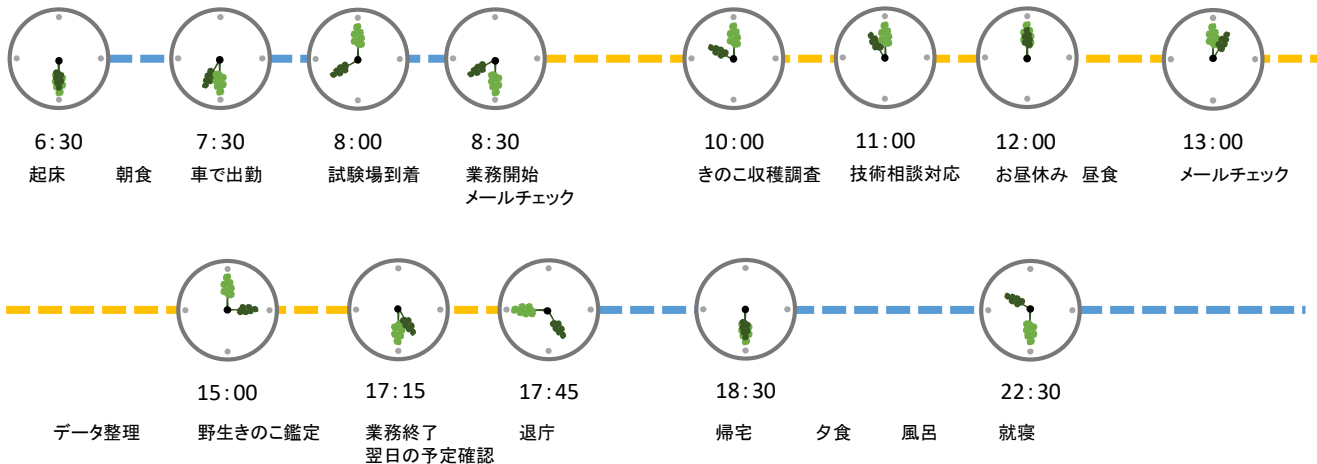 6:30
7:30
8:00
8:30
10:00
11:00
12:00
13:00
起床
朝食
車で出勤
試験場到着
業務開始
メールチェック
きのこ収穫調査
技術相談対応
お昼休み
昼食
メールチェック
15:00
17:15
17:45
18:30
22:30
データ整理
野生きのこ鑑定
業務終了
翌日の予定確認
退庁
帰宅
夕食
風呂
就寝